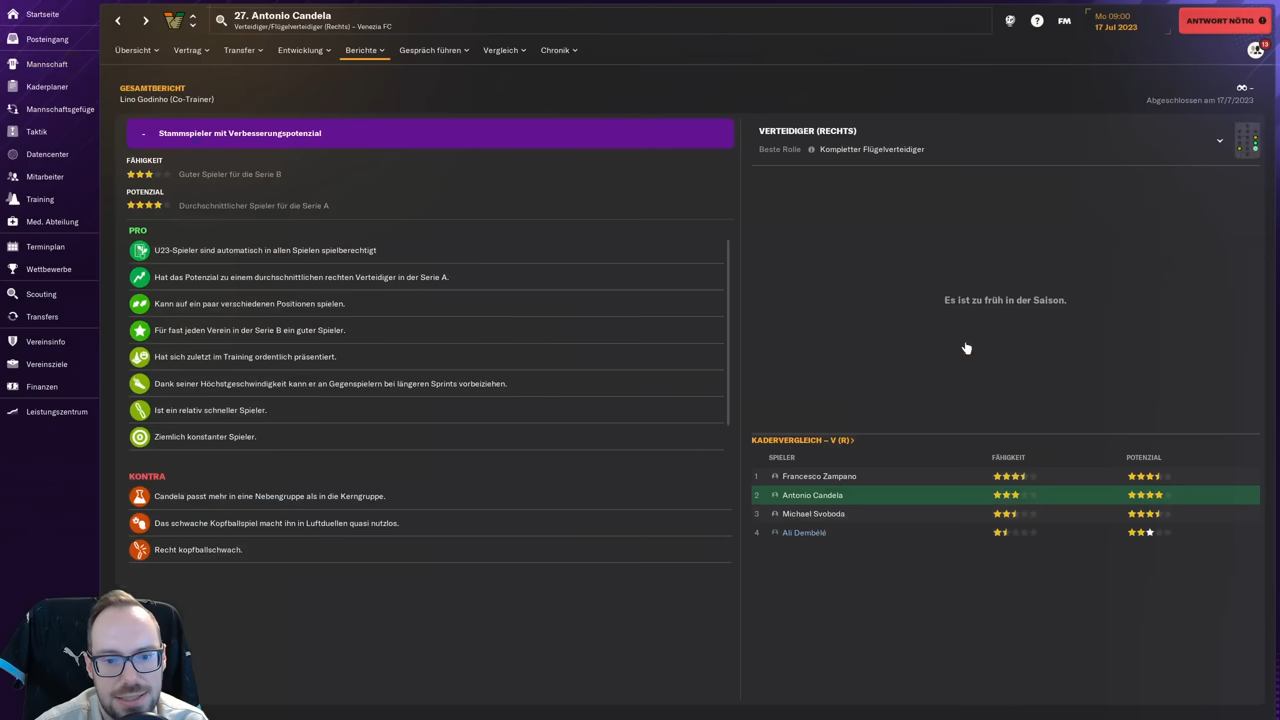 Startseite
Posteingang
Mannschaft
Kaderplaner
Mannschaftsgefüge
Taktik
Datencenter
Mitarbeiter
Training
Med. Abteilung
Terminplan
Wettbewerbe
Scouting
Transfers
Vereinsinfo
Vereinsziele
Finanzen
Leistungszentrum
27. Antonio Candela
Verteidiger/Flügelverteidiger (Rechts) – Venezia FC
?
FM
Mo 09:00
17 Jul 2023
ANTWORT NÖTIG
13
Übersicht
Vertrag
Transfer
Entwicklung
Berichte
Gespräch führen
Vergleich
Chronik
GESAMTBERICHT
Lino Godinho (Co-Trainer)
–
Abgeschlossen am 17/7/2023
- Stammspieler mit Verbesserungspotenzial
FÄHIGKEIT
Guter Spieler für die Serie B
POTENZIAL
Durchschnittlicher Spieler für die Serie A
PRO
U23-Spieler sind automatisch in allen Spielen spielberechtigt
Hat das Potenzial zu einem durchschnittlichen rechten Verteidiger in der Serie A.
Kann auf ein paar verschiedenen Positionen spielen.
Für fast jeden Verein in der Serie B ein guter Spieler.
Hat sich zuletzt im Training ordentlich präsentiert.
Dank seiner Höchstgeschwindigkeit kann er an Gegenspielern bei längeren Sprints vorbeiziehen.
Ist ein relativ schneller Spieler.
Ziemlich konstanter Spieler.
KONTRA
Candela passt mehr in eine Nebengruppe als in die Kerngruppe.
Das schwache Kopfballspiel macht ihn in Luftduellen quasi nutzlos.
Recht kopfballschwach.
VERTEIDIGER (RECHTS)
Beste Rolle Kompletter Flügelverteidiger
Es ist zu früh in der Saison.
KADERVERGLEICH – V (R)
SPIELER FÄHIGKEIT POTENZIAL
1 Francesco Zampano
2 Antonio Candela
3 Michael Svoboda
4 Ali Dembélé